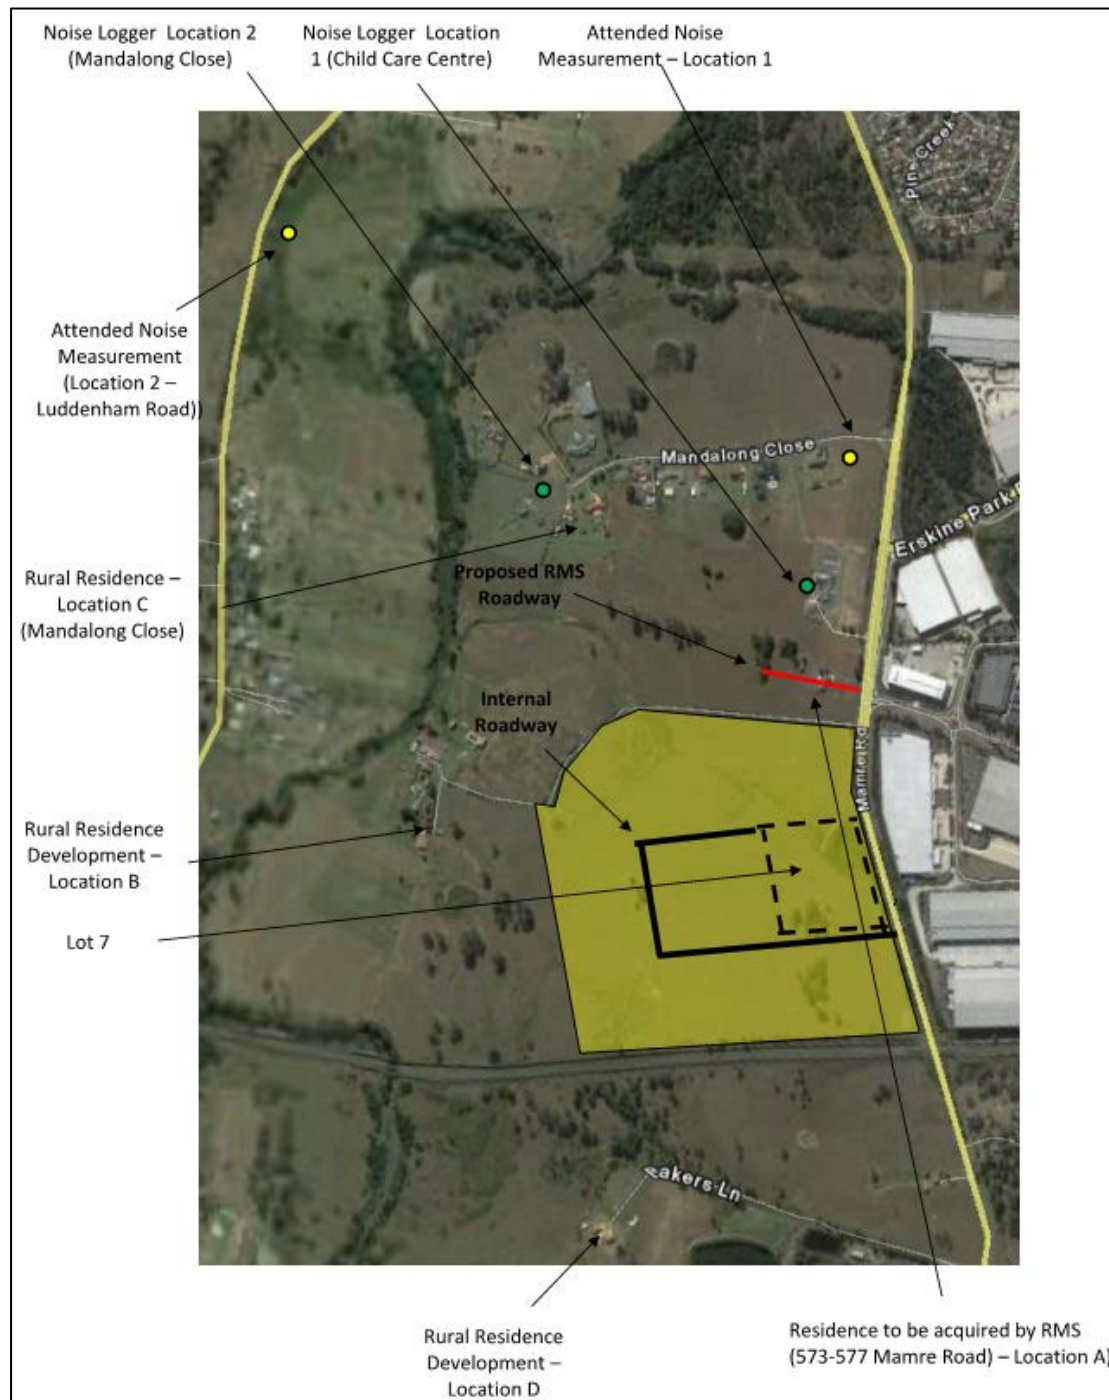 Noise Logger Location 2
(Mandalong Close)
Noise Logger Location
1 (Child Care Centre)
Attended Noise
Measurement – Location 1
Pine Creek
Attended Noise
Measurement
(Location 2 –
Luddenham Road))
Mandalong Close
Erskine Park
Rural Residence –
Location C
(Mandalong Close)
Proposed RMS
Roadway
Internal
Roadway
Mamre Rd
Rural Residence
Development –
Location B
Lot 7
akers Ln
Rural Residence
Development –
Location D
Residence to be acquired by RMS
(573-577 Mamre Road) – Location A)